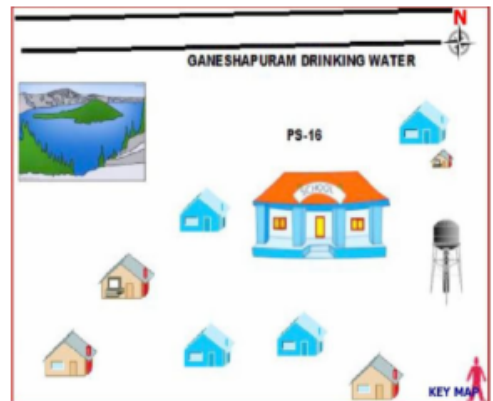 N
GANESHAPURAM DRINKING WATER
PS-16
SCHOOL
KEY MAP